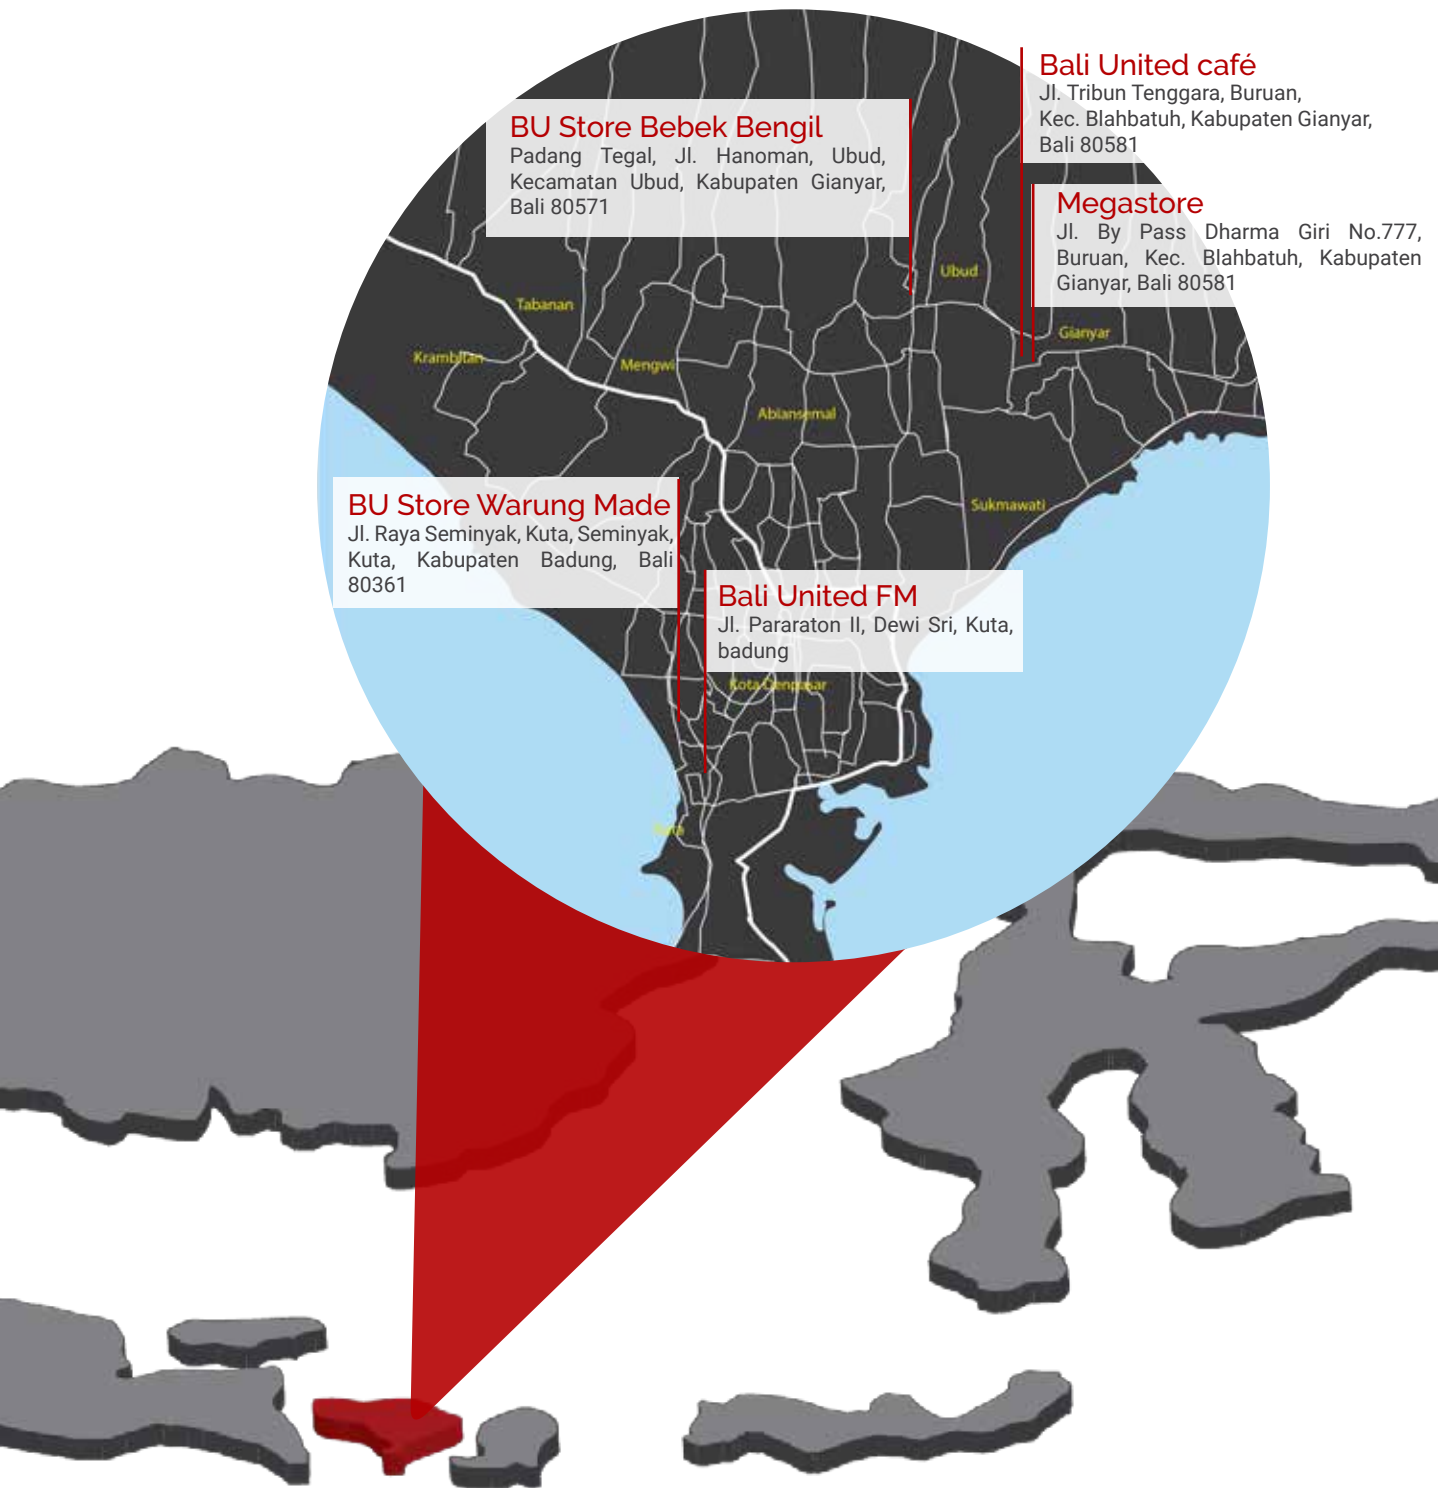 Bali United café
Jl. Tribun Tenggara, Buruan,
Kec. Blahbatuh, Kabupaten Gianyar,
Bali 80581
BU Store Bebek Bengil
Padang Tegal, Jl. Hanoman, Ubud,
Kecamatan Ubud, Kabupaten Gianyar,
Bali 80571
Megastore
Jl. By Pass Dharma Giri No.777,
Buruan, Kec. Blahbatuh, Kabupaten
Gianyar, Bali 80581
Ubud
Tabanan
Gianyar
Krambitan
Mengwi
Abiansemal
BU Store Warung Made
Jl. Raya Seminyak, Kuta, Seminyak,
Kuta, Kabupaten Badung, Bali
80361
Sukmawati
Bali United FM
Jl. Pararaton II, Dewi Sri, Kuta,
badung
Kota Denpasar
Kuta